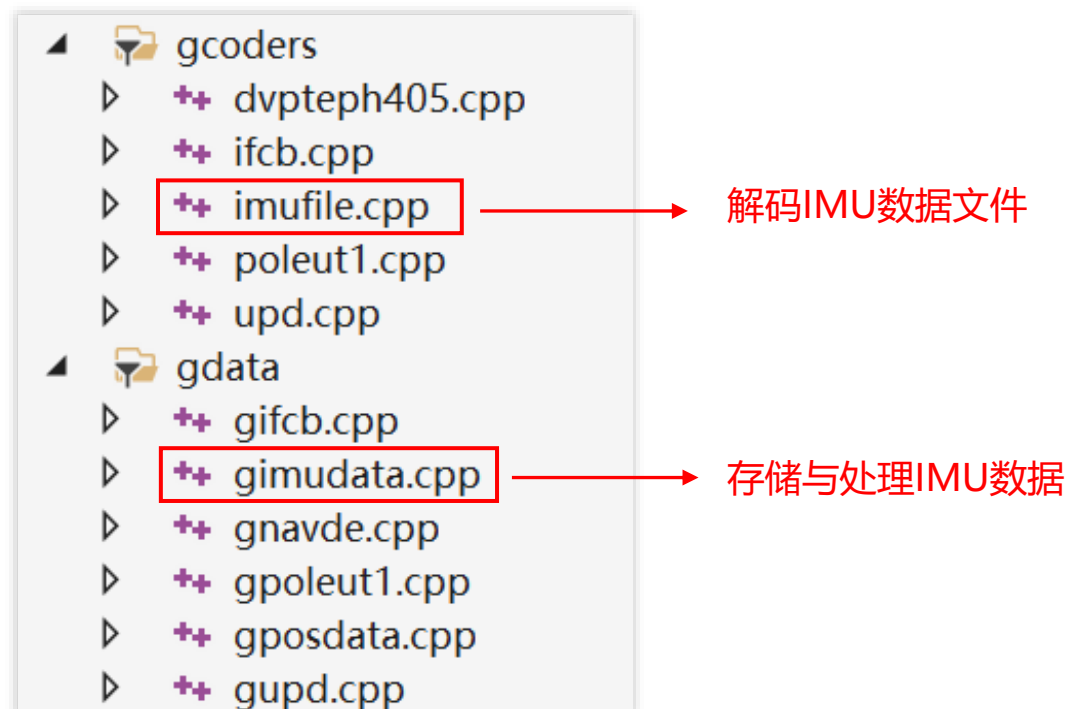 gcoders
dvpteph405.cpp
ifcb.cpp
imufile.cpp 解码IMU数据文件
poleut1.cpp
upd.cpp
gdata
gifcb.cpp
gimudata.cpp 存储与处理IMU数据
gnavde.cpp
gpoleut1.cpp
gposdata.cpp
gupd.cpp